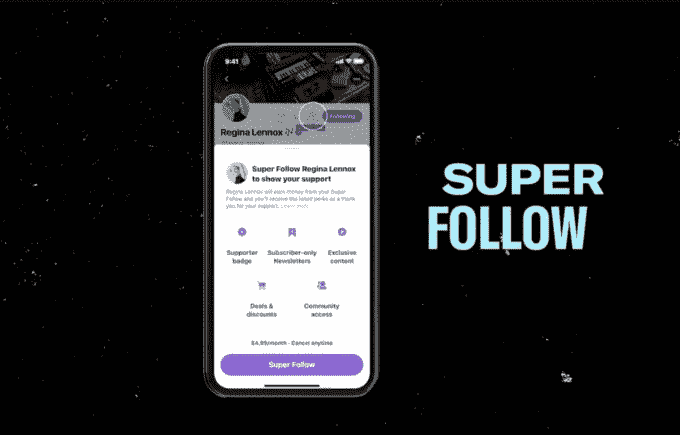 9:41
Following
Regina Lennox 🎶
Super Follow Regina Lennox
to show your support
Regina Lennox will earn money from your Super
Follow and you'll receive the listed perks as a thank
you for your support.
Supporter
badge
Subscriber-only
Newsletters
Exclusive
content
Deals &
discounts
Community
access
$4.99/month · Cancel anytime
Super Follow
SUPER
FOLLOW